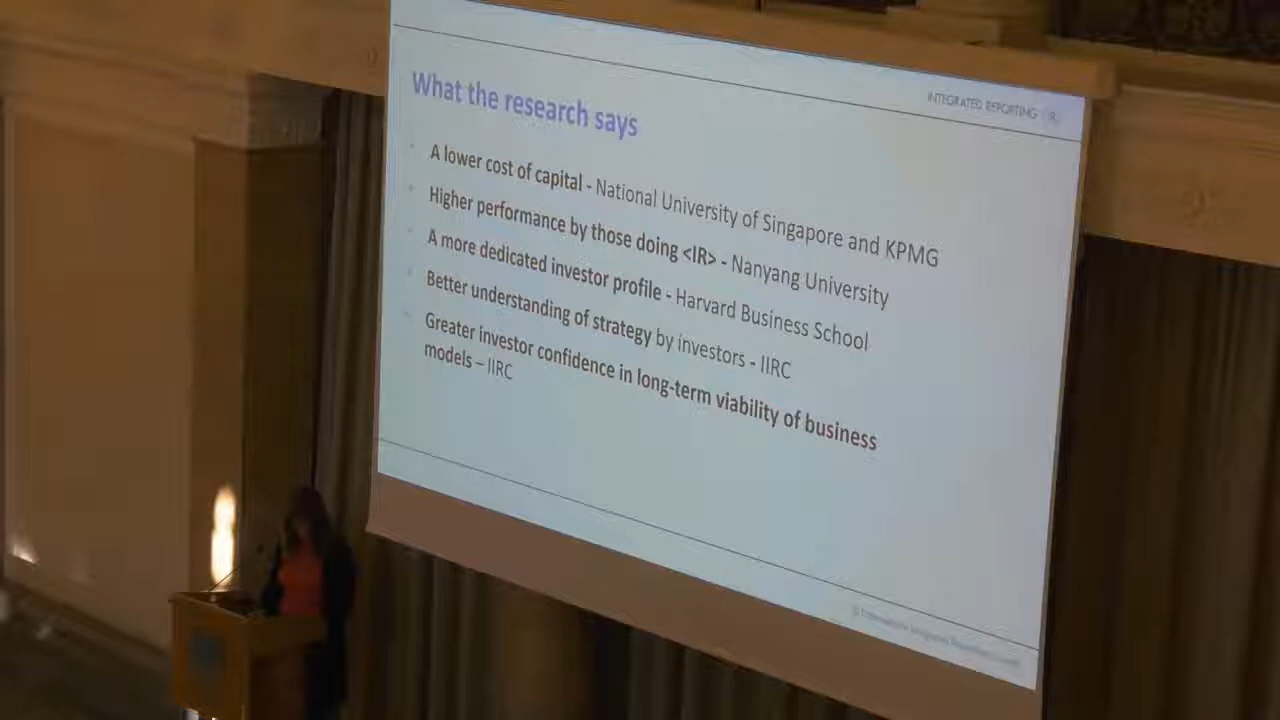 INTEGRATED REPORTING <IR>
What the research says
A lower cost of capital - National University of Singapore and KPMG
Higher performance by those doing <IR> - Nanyang University
A more dedicated investor profile - Harvard Business School
Better understanding of strategy by investors - IIRC
Greater investor confidence in long-term viability of business
models – IIRC